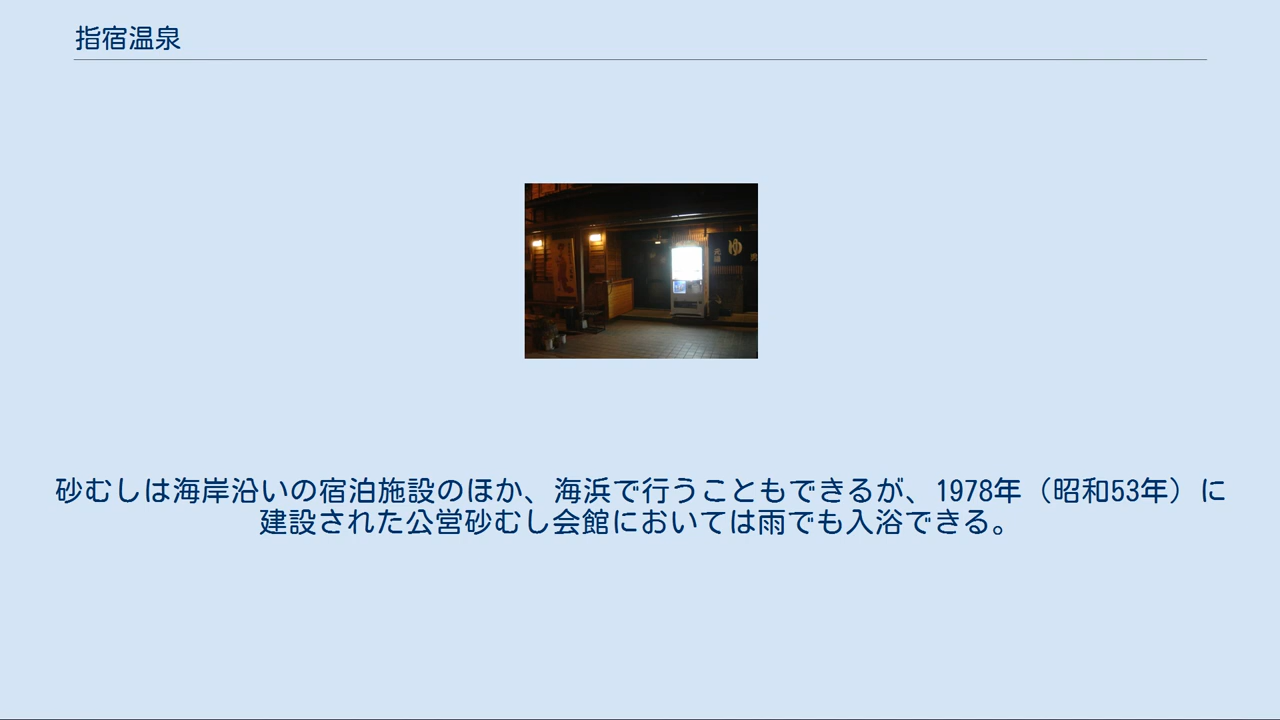 指宿温泉
ゆ
砂むしは海岸沿いの宿泊施設のほか、海浜で行うこともできるが、1978年（昭和53年）に
建設された公営砂むし会館においては雨でも入浴できる。